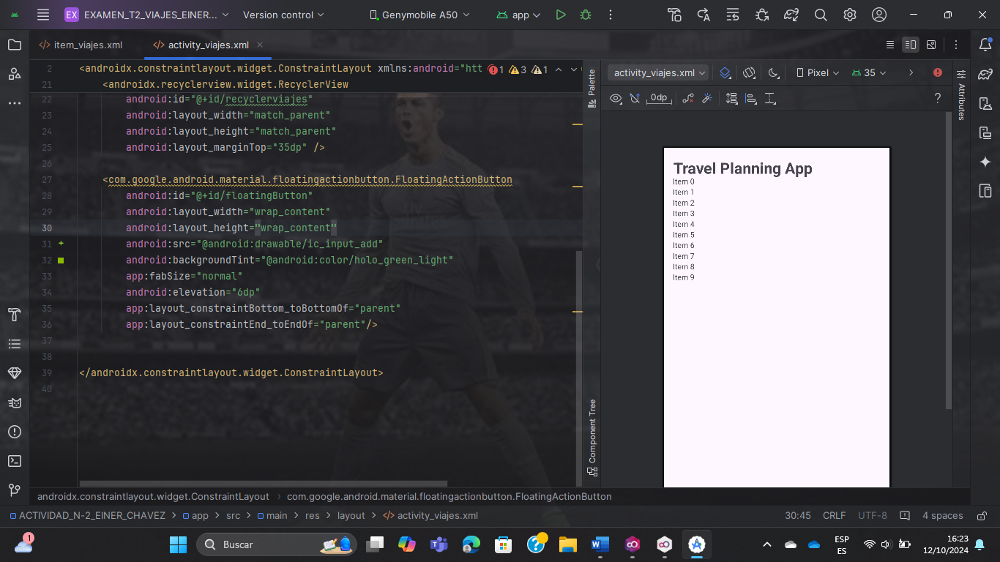 EX EXAMEN_T2_VIAJES_EINER... Version control Genymobile A50 app
item_viajes.xml activity_viajes.xml
2 <androidx.constraintlayout.widget.ConstraintLayout xmlns:android="htt 1 3 1
21 <androidx.recyclerview.widget.RecyclerView
22 android:id="@+id/recyclerviajes"
23 android:layout_width="match_parent"
24 android:layout_height="match_parent"
25 android:layout_marginTop="35dp" />
26
27 <com.google.android.material.floatingactionbutton.FloatingActionButton
28 android:id="@+id/floatingButton"
29 android:layout_width="wrap_content"
30 android:layout_height="wrap_content"
31 android:src="@android:drawable/ic_input_add"
32 android:backgroundTint="@android:color/holo_green_light"
33 app:fabSize="normal"
34 android:elevation="6dp"
35 app:layout_constraintBottom_toBottomOf="parent"
36 app:layout_constraintEnd_toEndOf="parent"/>
37
38
39 </androidx.constraintlayout.widget.ConstraintLayout>
40
Palette
Component Tree
activity_viajes.xml Pixel 35
0dp ?
Attributes
Travel Planning App
Item 0
Item 1
Item 2
Item 3
Item 4
Item 5
Item 6
Item 7
Item 8
Item 9
androidx.constraintlayout.widget.ConstraintLayout > com.google.android.material.floatingactionbutton.FloatingActionButton
ACTIVIDAD_N-2_EINER_CHAVEZ > app > src > main > res > layout > activity_viajes.xml 30:45 CRLF UTF-8 4 spaces
1 Buscar ESP 16:23
ES 12/10/2024